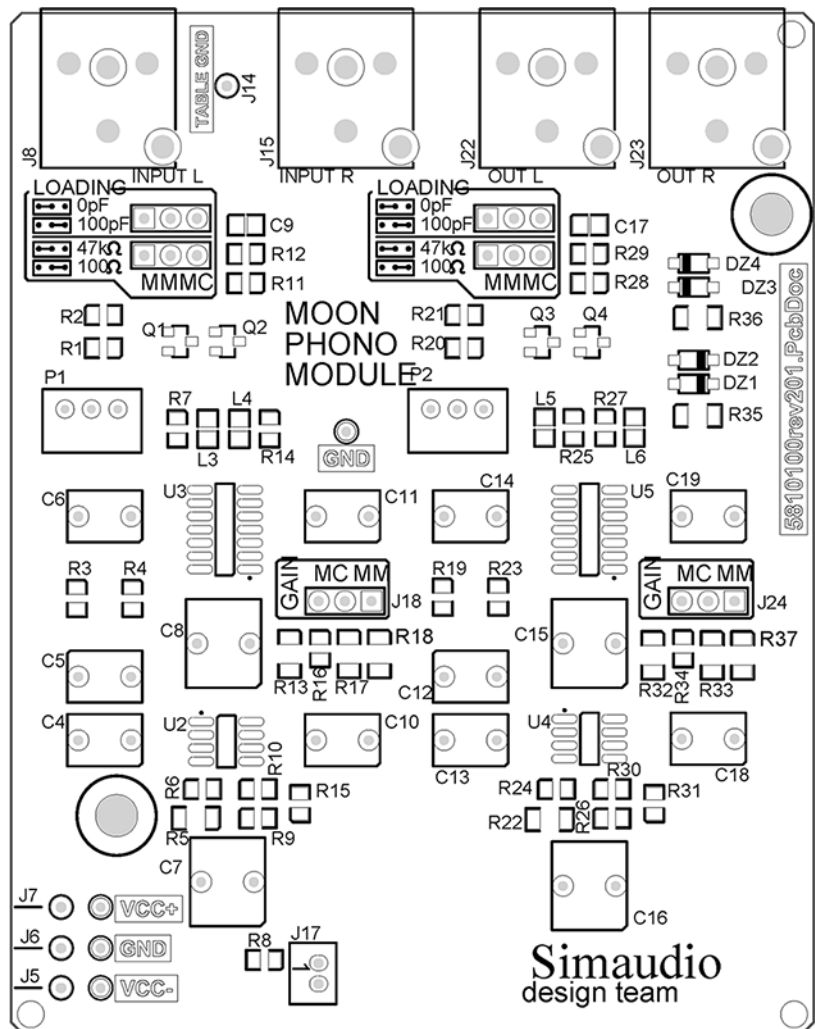 TABLE GND
J14
J8
J15
J22
J23
INPUT L
INPUT R
OUT L
OUT R
LOADING
0pF
100pF
47kΩ
100Ω
MMMC
C9
R12
R11
LOADING
0pF
100pF
47kΩ
100Ω
MMMC
C17
R29
R28
DZ4
DZ3
R36
DZ2
DZ1
R35
5810100rev201.PcbDoc
R2
R1
Q1
Q2
MOON
PHONO
MODULE
R21
R20
Q3
Q4
P1
R7
L4
L3
R14
GND
P2
L5
R27
R25
L6
C6
U3
C11
C14
U5
C19
R3
R4
GAIN
MC MM
J18
R19
R23
GAIN
MC MM
J24
C8
R18
R13
R16
R17
C15
R37
R32
R34
R33
C5
C12
C4
U2
C10
C13
U4
C18
R6
R10
R15
R5
R9
R24
R30
R31
R22
R26
C7
C16
J7
VCC+
J6
GND
J5
VCC-
R8
J17
1
Simaudio
design team